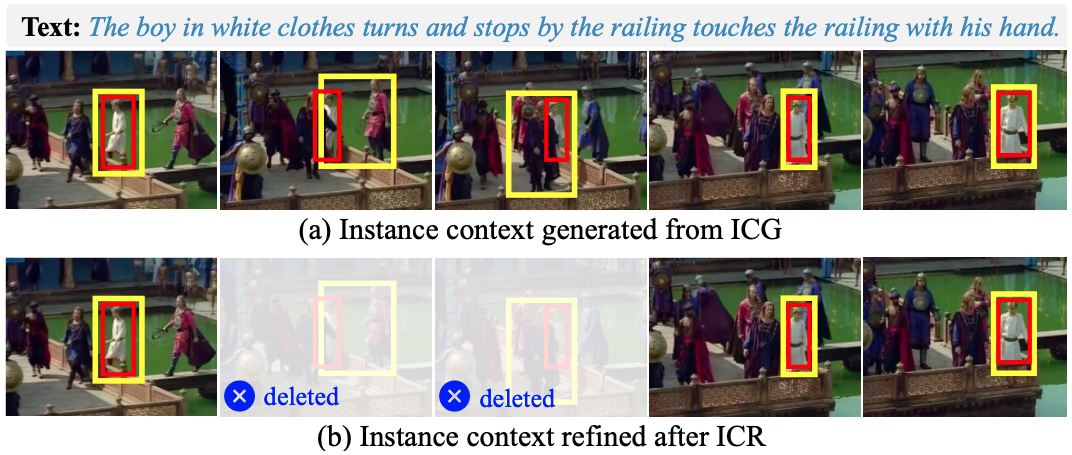 Text: The boy in white clothes turns and stops by the railing touches the railing with his hand.
(a) Instance context generated from ICG
deleted
deleted
(b) Instance context refined after ICR